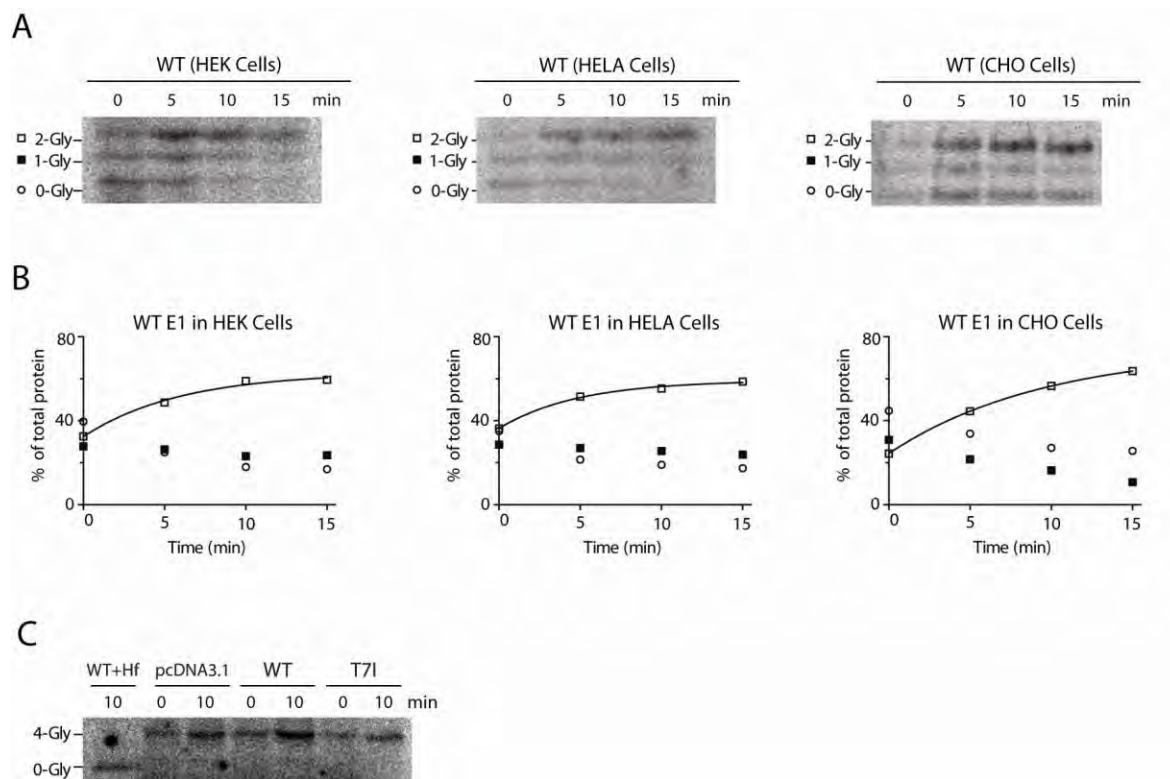 A
WT (HEK Cells)
0 5 10 15 min
2-Gly
1-Gly
0-Gly
WT (HELA Cells)
0 5 10 15 min
2-Gly
1-Gly
0-Gly
WT (CHO Cells)
0 5 10 15 min
2-Gly
1-Gly
0-Gly
B
WT E1 in HEK Cells
% of total protein
80
40
0
0 5 10 15
Time (min)
WT E1 in HELA Cells
% of total protein
80
40
0
0 5 10 15
Time (min)
WT E1 in CHO Cells
% of total protein
80
40
0
0 5 10 15
Time (min)
C
WT+Hf pcDNA3.1 WT T7I
10 0 10 0 10 0 10 min
4-Gly
0-Gly